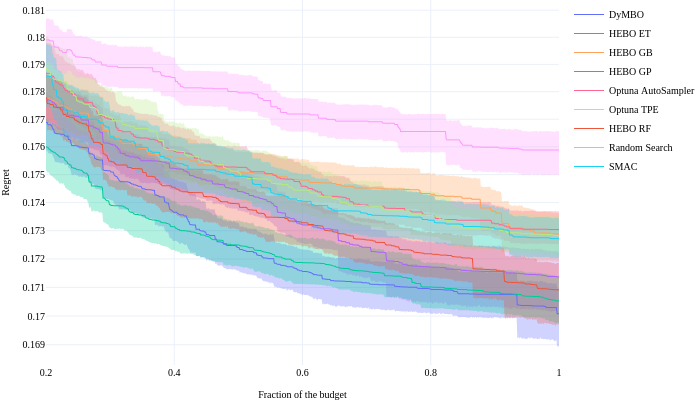 0.181
0.18
0.179
0.178
0.177
0.176
0.175
0.174
0.173
0.172
0.171
0.17
0.169
Regret
0.2
0.4
0.6
0.8
1
Fraction of the budget
DyMBO
HEBO ET
HEBO GB
HEBO GP
Optuna AutoSampler
Optuna TPE
HEBO RF
Random Search
SMAC